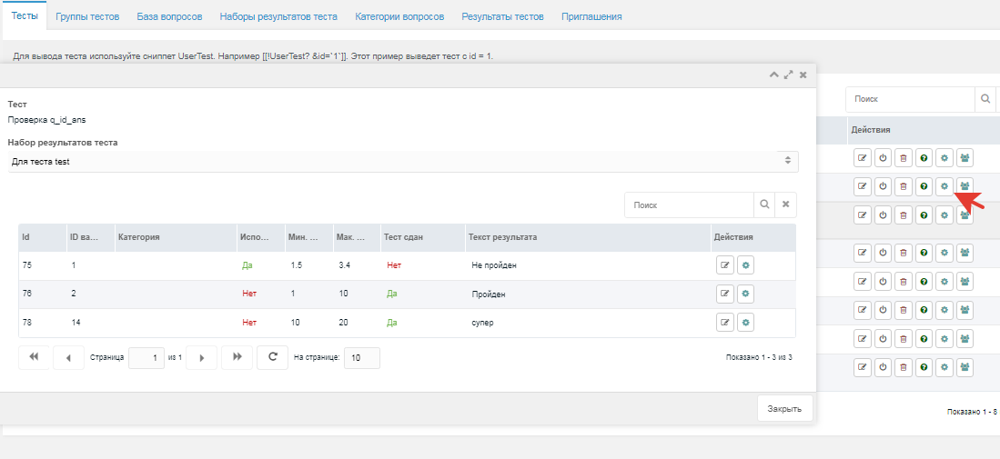 Тесты Группы тестов База вопросов Наборы результатов теста Категории вопросов Результаты тестов Приглашения
Для вывода теста используйте сниппет UserTest. Например [[!UserTest? &id=`1`]]. Этот пример выведет тест с id = 1.
Поиск
Действия
Тест
Проверка q_id_ans
Набор результатов теста
Для теста test
Поиск
Id ID ва... Категория Испо... Мин. ... Мак. ... Тест сдан Текст результата Действия
75 1 Да 1.5 3.4 Нет Не пройден
76 2 Нет 1 10 Да Пройден
78 14 Нет 10 20 Да супер
Страница 1 из 1 На странице: 10 Показано 1 - 3 из 3
Закрыть
Показано 1 - 8